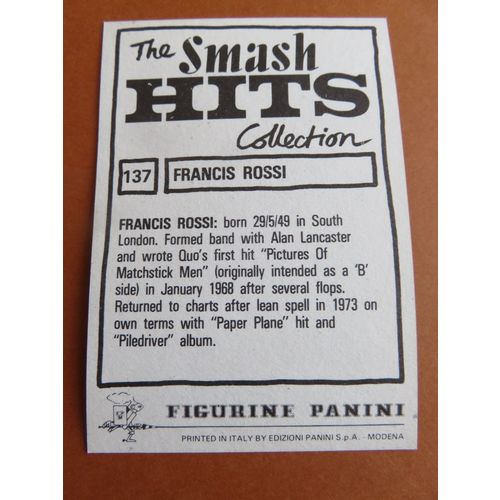 The Smash
HITS
Collection
137 FRANCIS ROSSI
FRANCIS ROSSI: born 29/5/49 in South
London. Formed band with Alan Lancaster
and wrote Quo's first hit "Pictures Of
Matchstick Men" (originally intended as a 'B'
side) in January 1968 after several flops.
Returned to charts after lean spell in 1973 on
own terms with "Paper Plane" hit and
"Piledriver" album.
FIGURINE PANINI
PRINTED IN ITALY BY EDIZIONI PANINI S.p.A. - MODENA